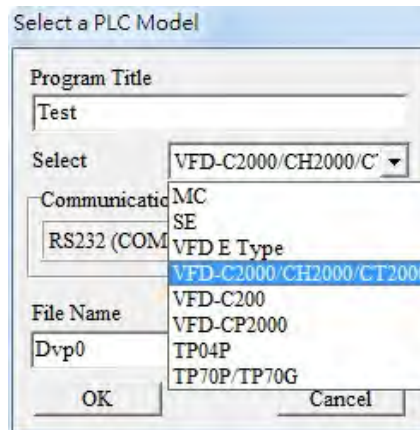 Select a PLC Model
Program Title
Test
Select VFD-C2000/CH2000/C
MC
Communicatio
SE
RS232 (COM
VFD E Type
VFD-C2000/CH2000/CT2000
VFD-C200
File Name
VFD-CP2000
Dvp0
TP04P
TP70P/TP70G
OK Cancel